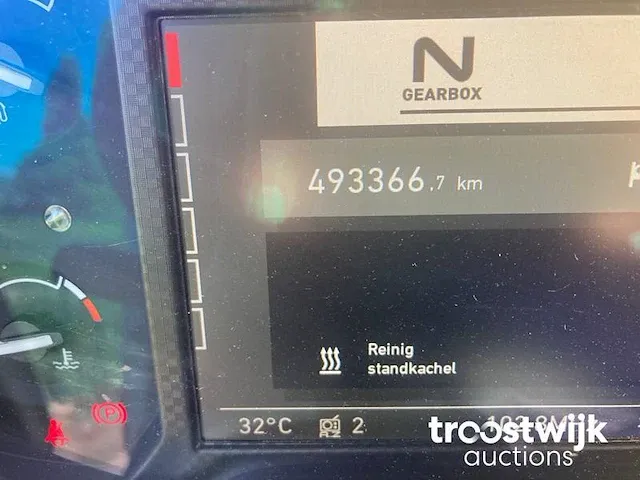 N
GEARBOX
493366.7 km
Reinig
standkachel
32°C 2
troostwijk
auctions